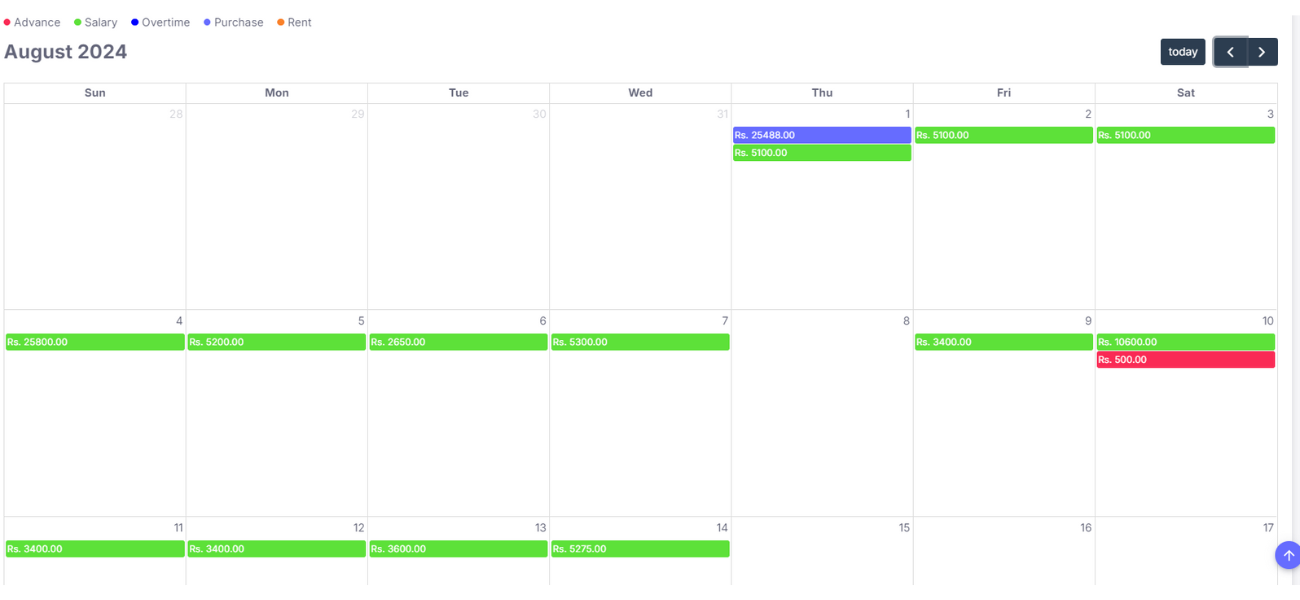 Advance Salary Overtime Purchase Rent
August 2024
today
Sun Mon Tue Wed Thu Fri Sat
28 29 30 31 1 2 3
Rs. 25488.00 Rs. 5100.00 Rs. 5100.00
Rs. 5100.00
4 5 6 7 8 9 10
Rs. 25800.00 Rs. 5200.00 Rs. 2650.00 Rs. 5300.00 Rs. 3400.00 Rs. 10600.00
Rs. 500.00
11 12 13 14 15 16 17
Rs. 3400.00 Rs. 3400.00 Rs. 3600.00 Rs. 5275.00